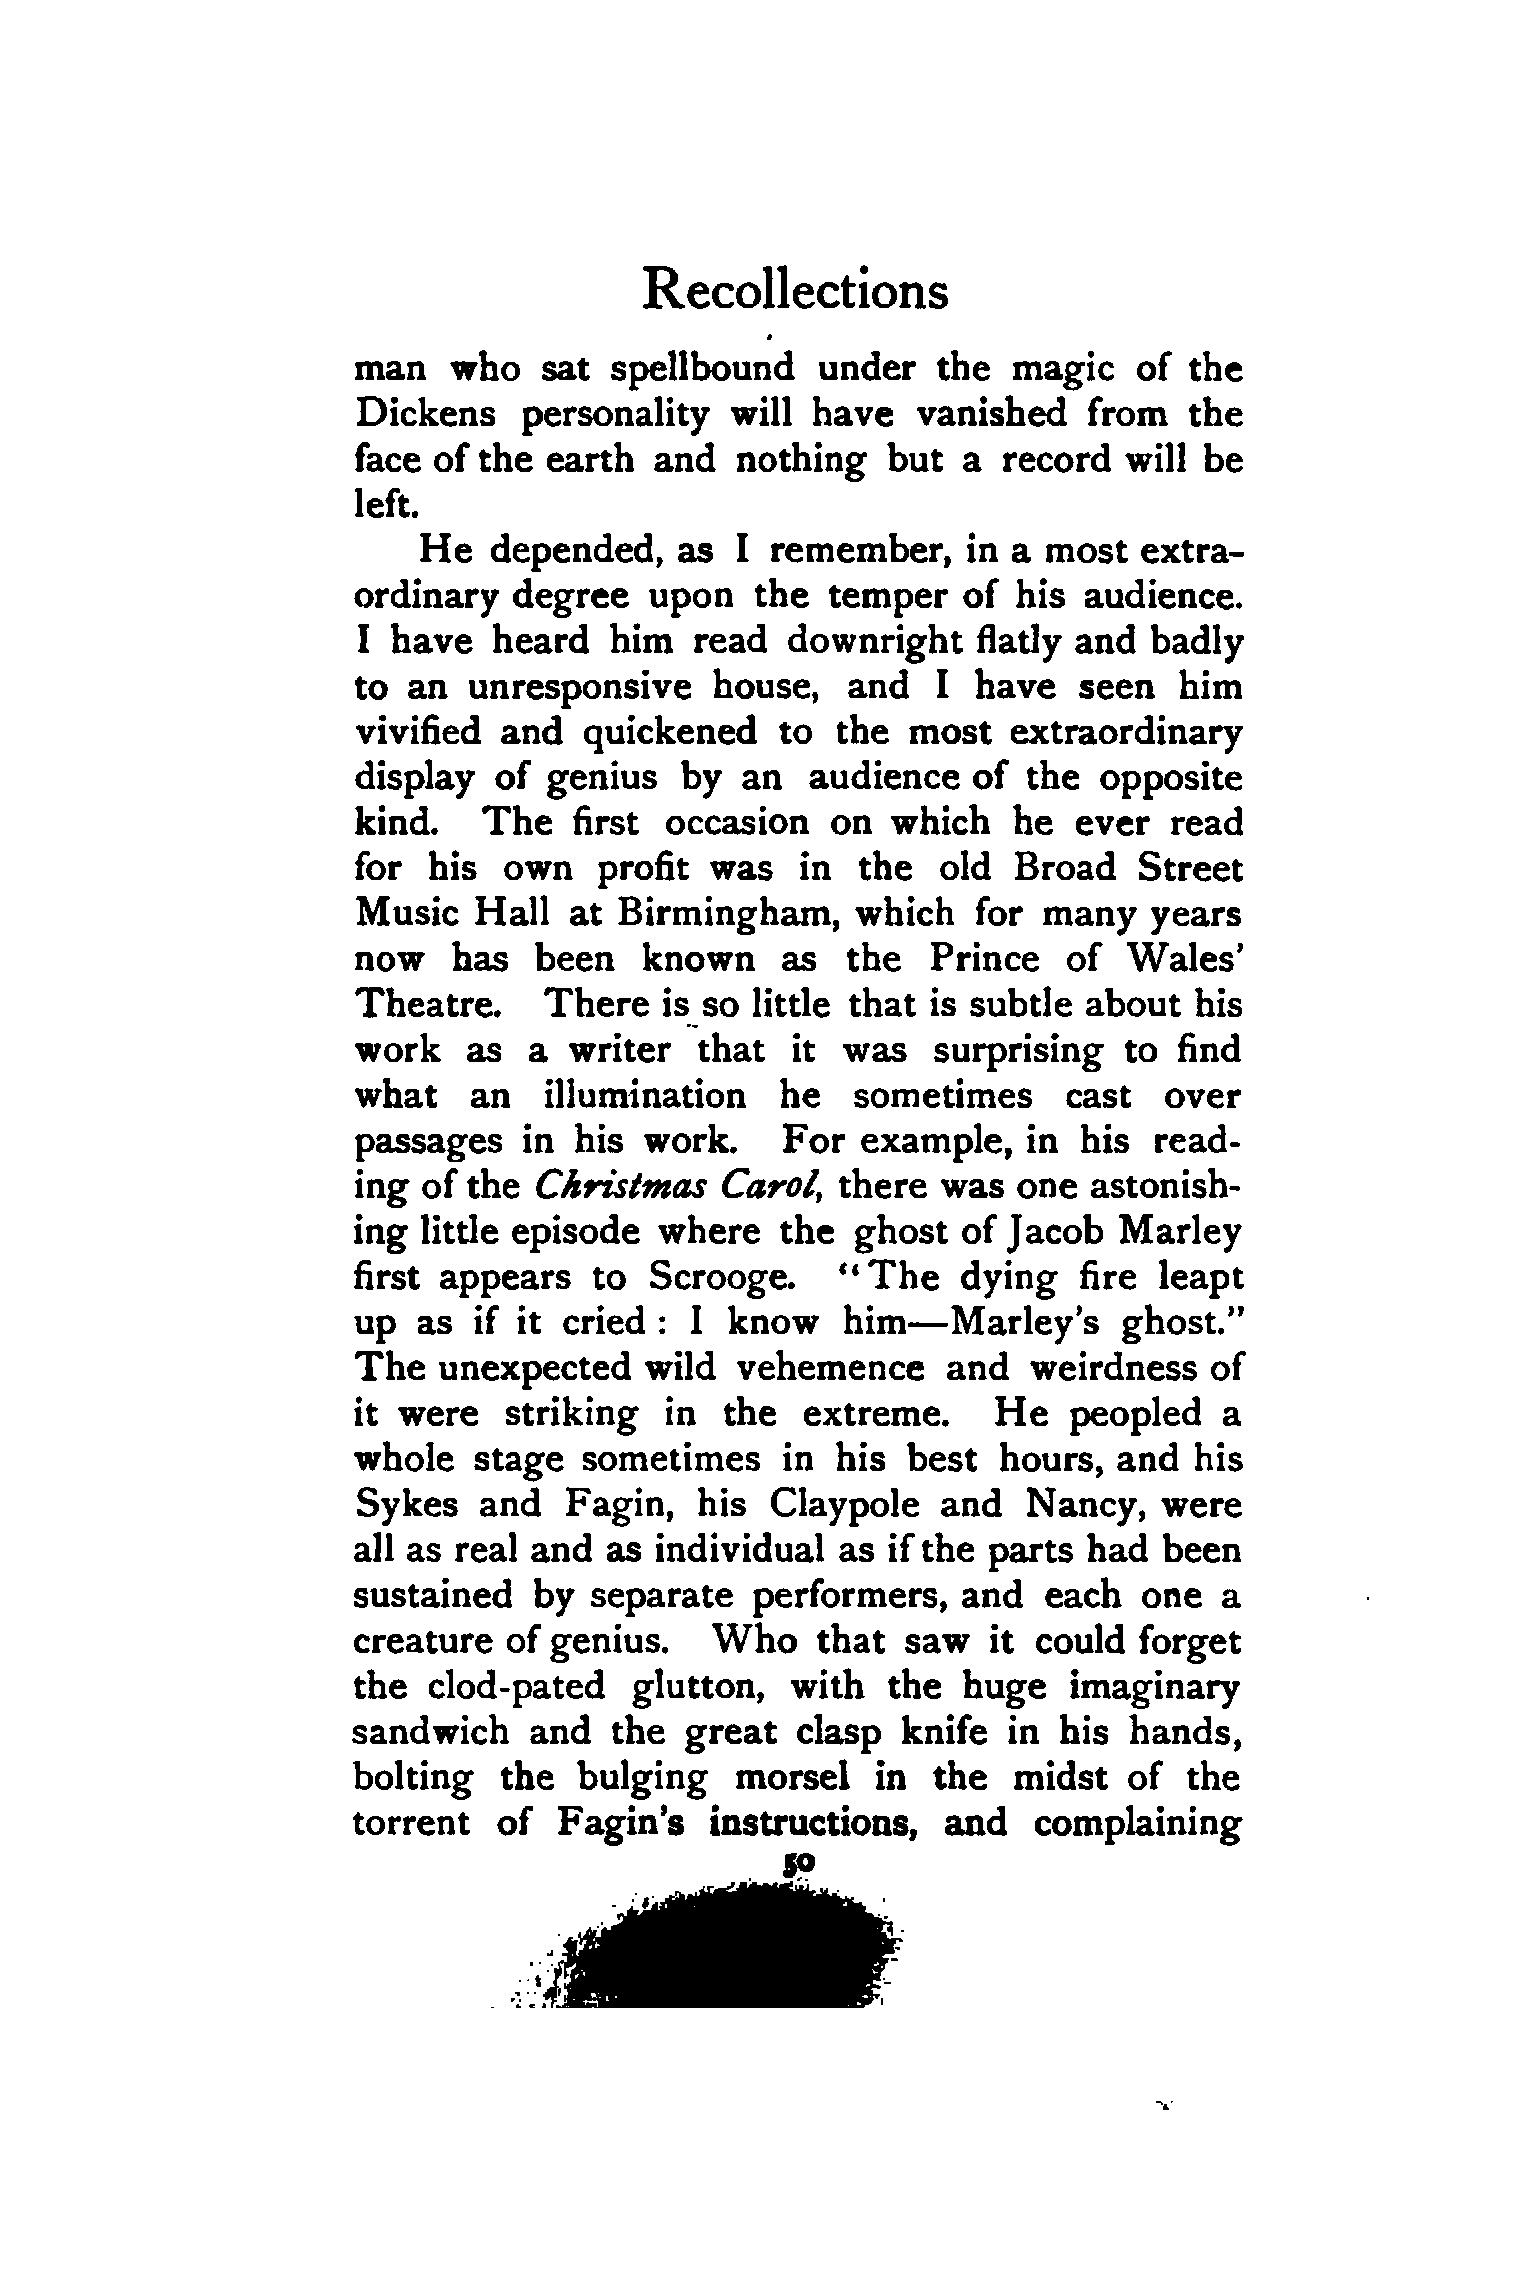 Recollections
man who sat spellbound under the magic of the
Dickens personality will have vanished from the
face of the earth and nothing but a record will be
left.
He depended, as I remember, in a most extra-
ordinary degree upon the temper of his audience.
I have heard him read downright flatly and badly
to an unresponsive house, and I have seen him
vivified and quickened to the most extraordinary
display of genius by an audience of the opposite
kind. The first occasion on which he ever read
for his own profit was in the old Broad Street
Music Hall at Birmingham, which for many years
now has been known as the Prince of Wales'
Theatre. There is so little that is subtle about his
work as a writer that it was surprising to find
what an illumination he sometimes cast over
passages in his work. For example, in his read-
ing of the Christmas Carol, there was one astonish-
ing little episode where the ghost of Jacob Marley
first appears to Scrooge. "The dying fire leapt
up as if it cried : I know him—Marley's ghost."
The unexpected wild vehemence and weirdness of
it were striking in the extreme. He peopled a
whole stage sometimes in his best hours, and his
Sykes and Fagin, his Claypole and Nancy, were
all as real and as individual as if the parts had been
sustained by separate performers, and each one a
creature of genius. Who that saw it could forget
the clod-pated glutton, with the huge imaginary
sandwich and the great clasp knife in his hands,
bolting the bulging morsel in the midst of the
torrent of Fagin's instructions, and complaining
50